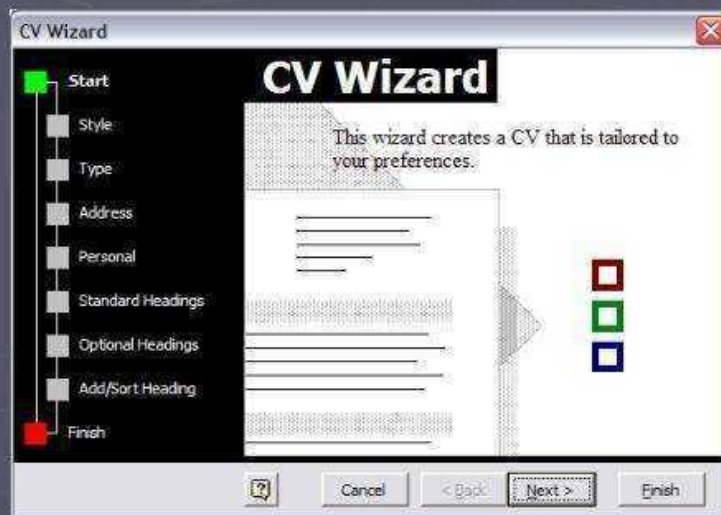 CV Wizard
Start
Style
Type
Address
Personal
Standard Headings
Optional Headings
Add/Sort Heading
Finish
CV Wizard
This wizard creates a CV that is tailored to
your preferences.
?
Cancel
< Back
Next >
Finish